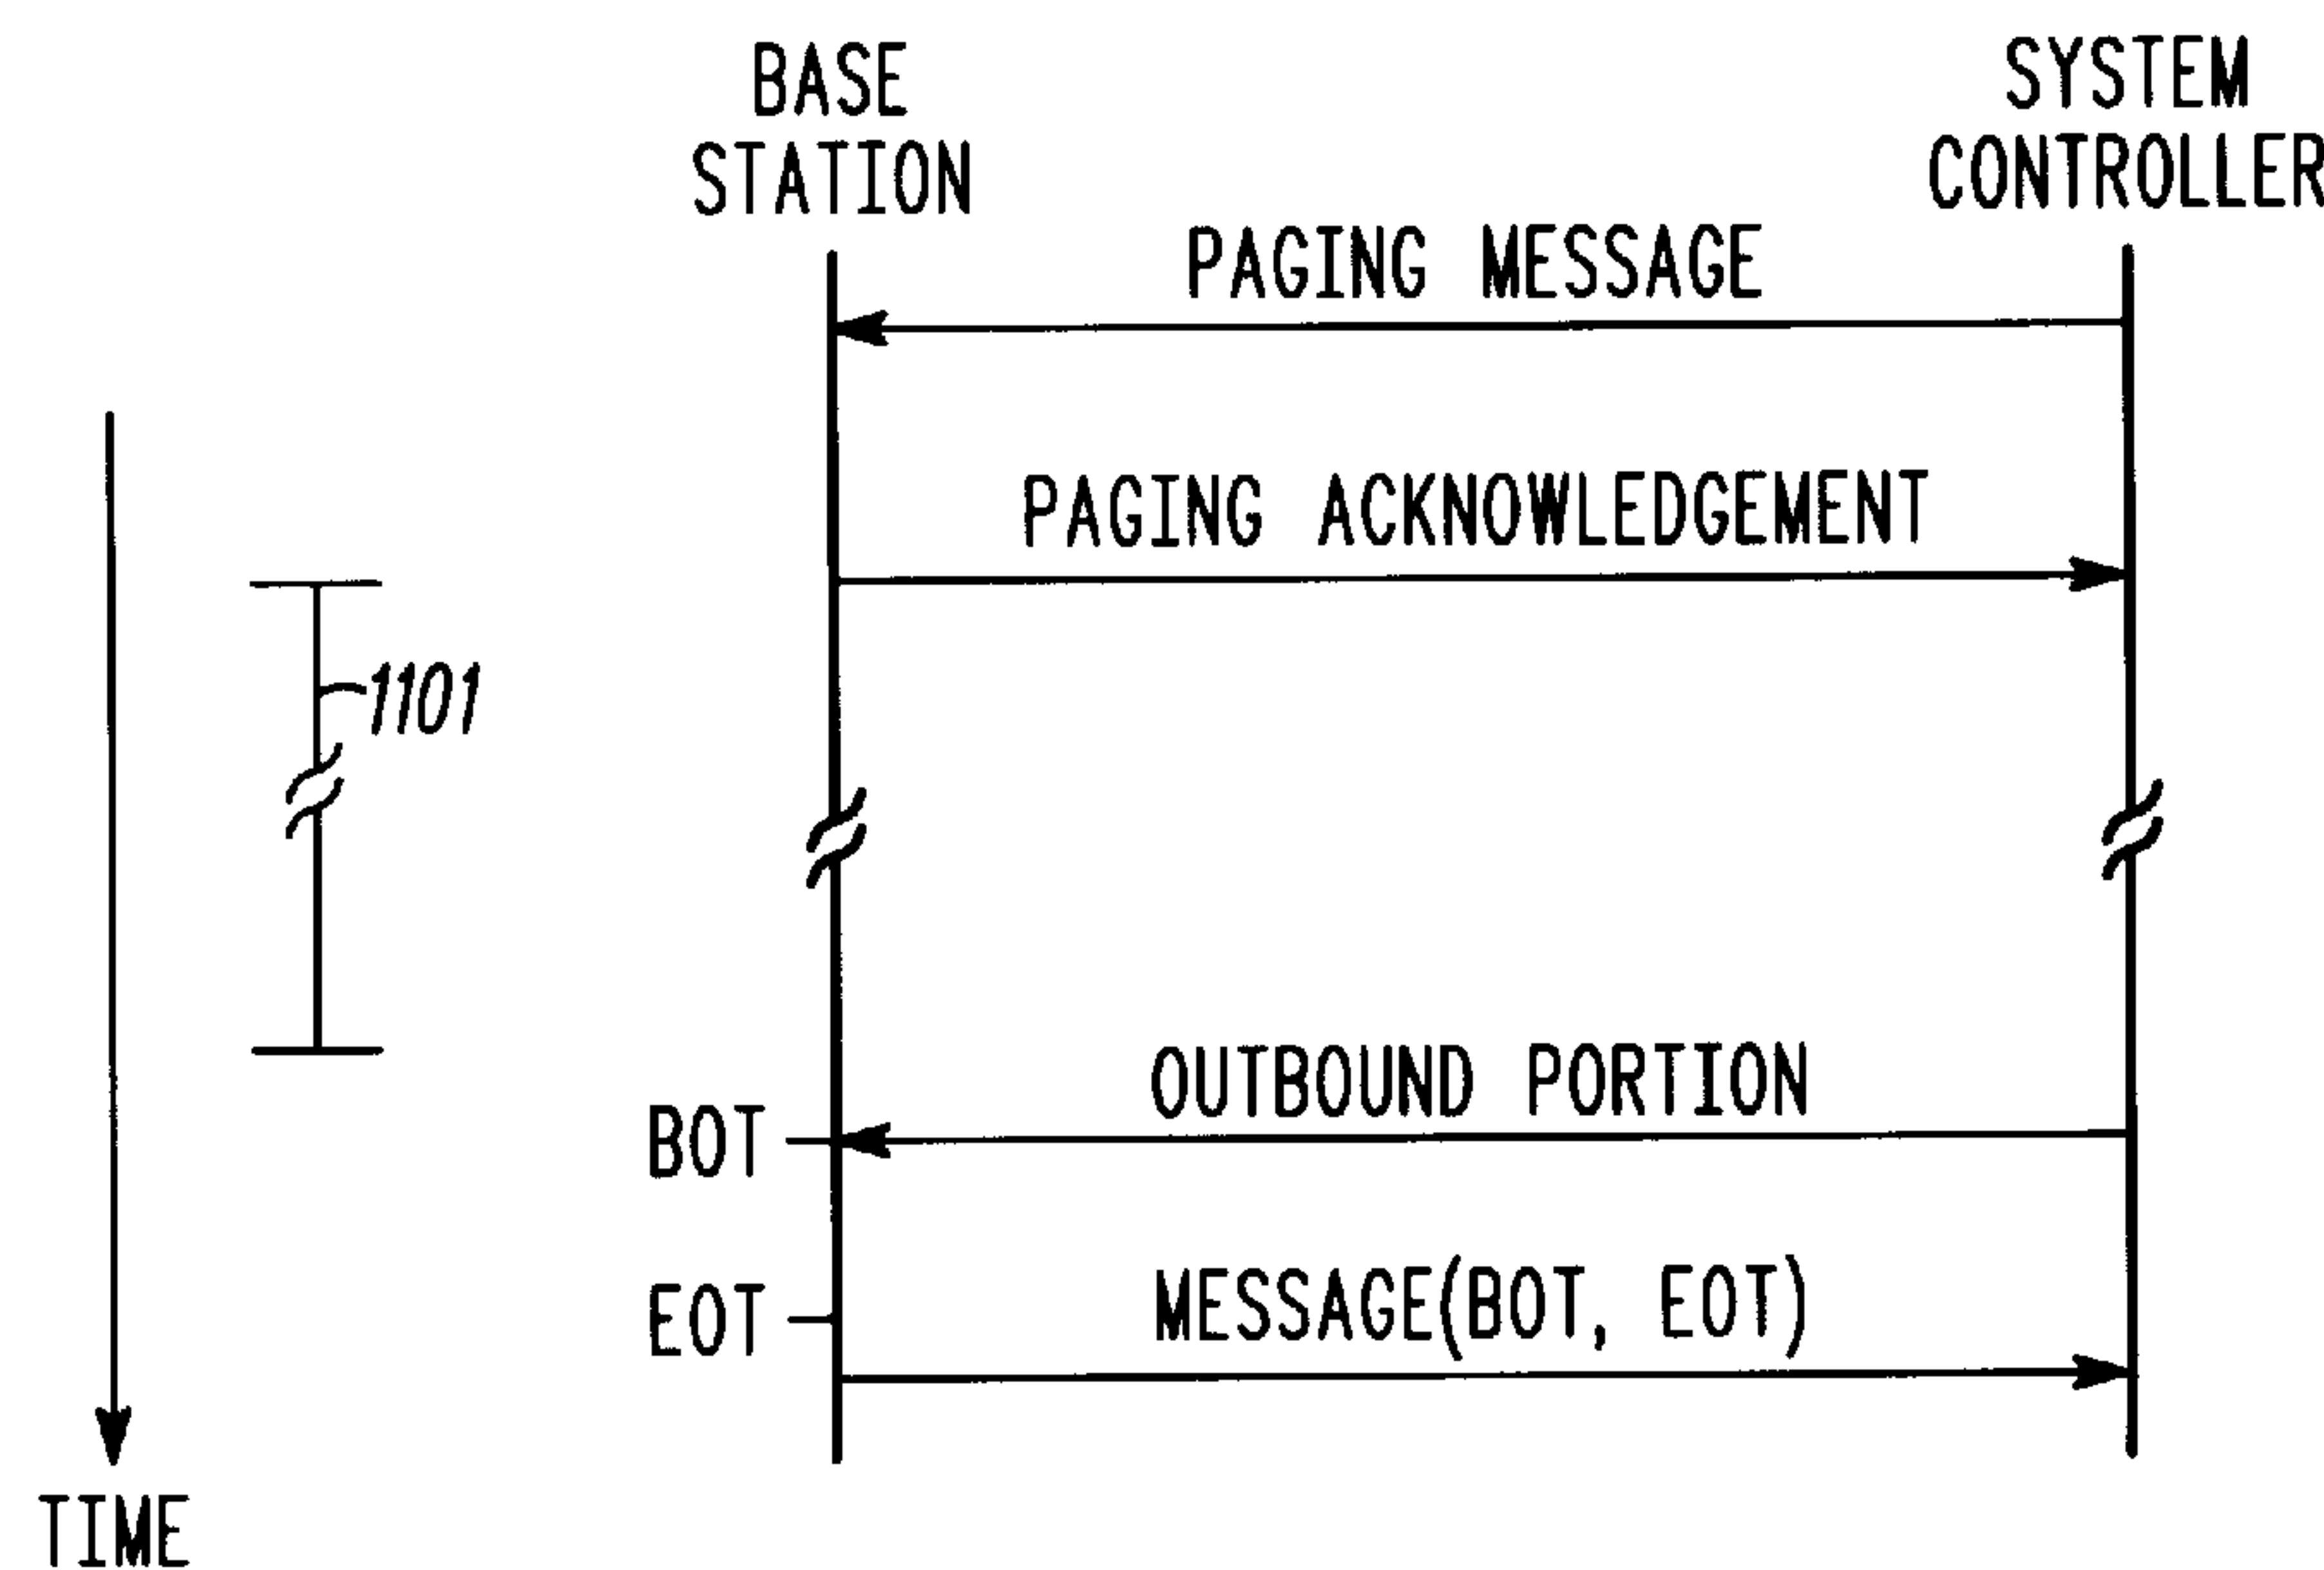 BASE
STATION
SYSTEM
CONTROLLER
PAGING MESSAGE
PAGING ACKNOWLEDGEMENT
1101
OUTBOUND PORTION
BOT
MESSAGE(BOT, EOT)
EOT
TIME